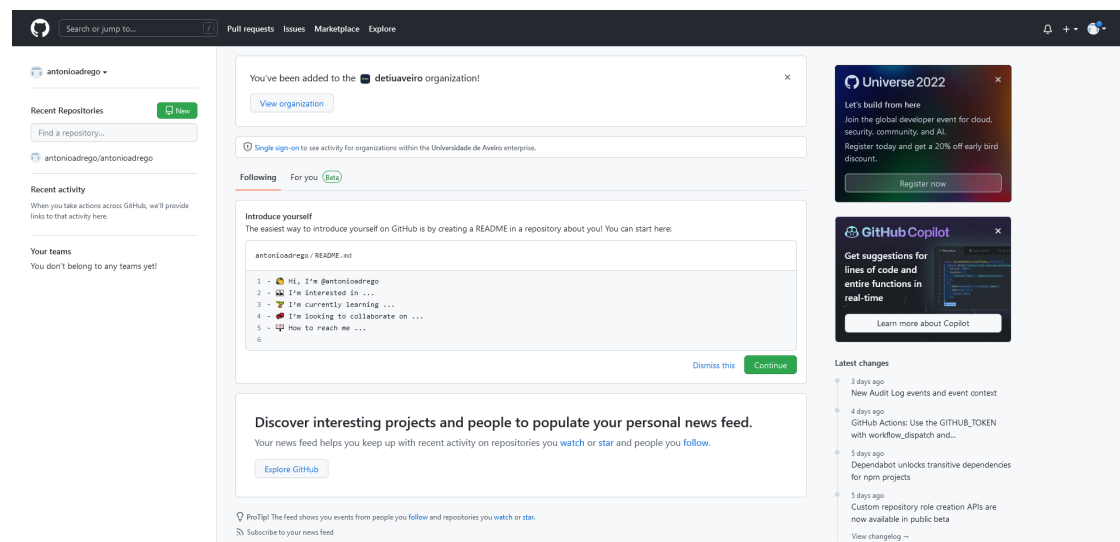 Search or jump to... /
Pull requests Issues Marketplace Explore
antonioadrego
Recent Repositories
New
Find a repository...
antonioadrego/antonioadrego
Recent activity
When you take actions across GitHub, we'll provide
links to that activity here.
Your teams
You don't belong to any teams yet!
You've been added to the detiuaveiro organization!
View organization
Single sign-on to see activity for organizations within the Universidade de Aveiro enterprise.
Following For you Beta
Introduce yourself
The easiest way to introduce yourself on GitHub is by creating a README in a repository about you! You can start here:
antonioadrego / README.md
1 - 👋 Hi, I'm @antonioadrego
2 - 👀 I'm interested in ...
3 - 🌱 I'm currently learning ...
4 - 💞️ I'm looking to collaborate on ...
5 - 📫 How to reach me ...
6
Dismiss this Continue
Discover interesting projects and people to populate your personal news feed.
Your news feed helps you keep up with recent activity on repositories you watch or star and people you follow.
Explore GitHub
ProTip! The feed shows you events from people you follow and repositories you watch or star.
Subscribe to your news feed
Universe 2022
Let's build from here
Join the global developer event for cloud,
security, community, and AI.
Register today and get a 20% off early bird
discount.
Register now
GitHub Copilot
Get suggestions for
lines of code and
entire functions in
real-time
Learn more about Copilot
Latest changes
3 days ago
New Audit Log events and event context
4 days ago
GitHub Actions: Use the GITHUB_TOKEN
with workflow_dispatch and...
5 days ago
Dependabot unlocks transitive dependencies
for npm projects
5 days ago
Custom repository role creation APIs are
now available in public beta
View changelog →